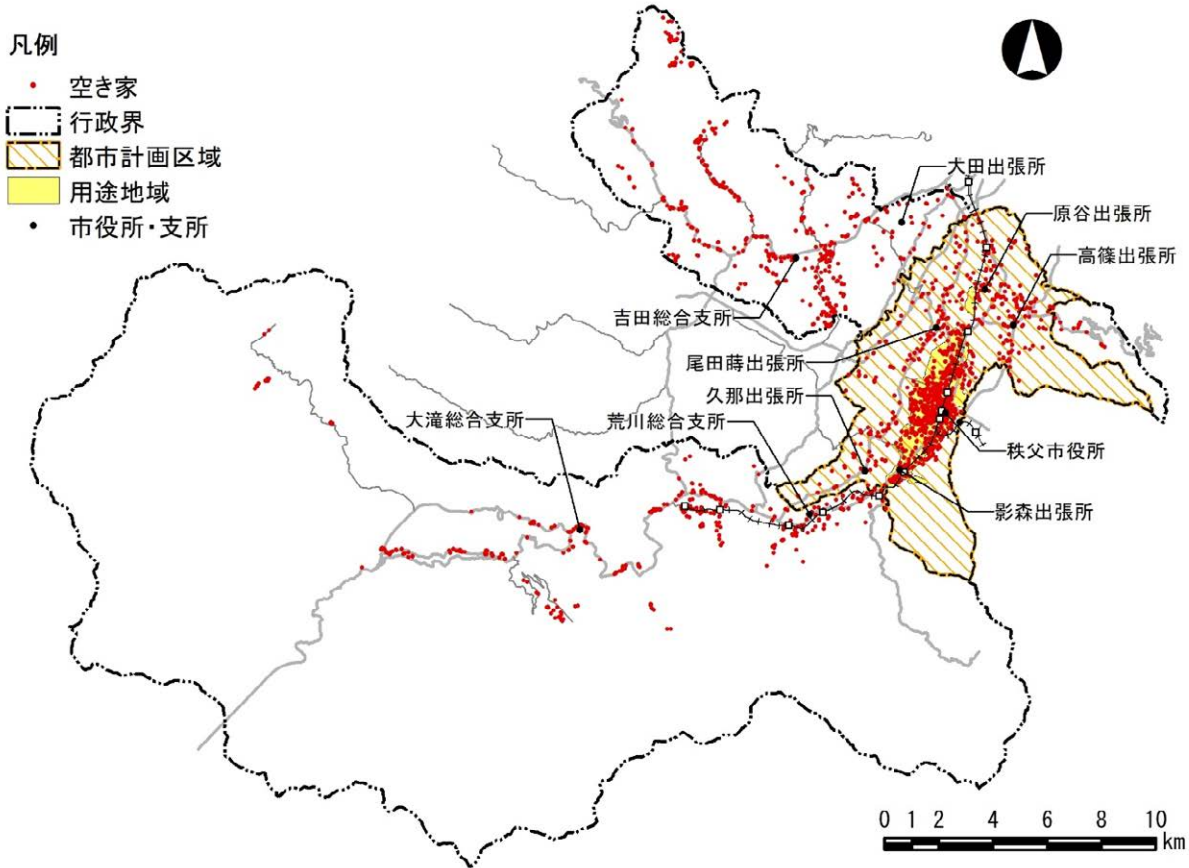 凡例
空き家
行政界
都市計画区域
用途地域
市役所・支所
大田出張所
原谷出張所
高篠出張所
吉田総合支所
尾田蒔出張所
久那出張所
大滝総合支所
荒川総合支所
秩父市役所
影森出張所
0 1 2 4 6 8 10
km